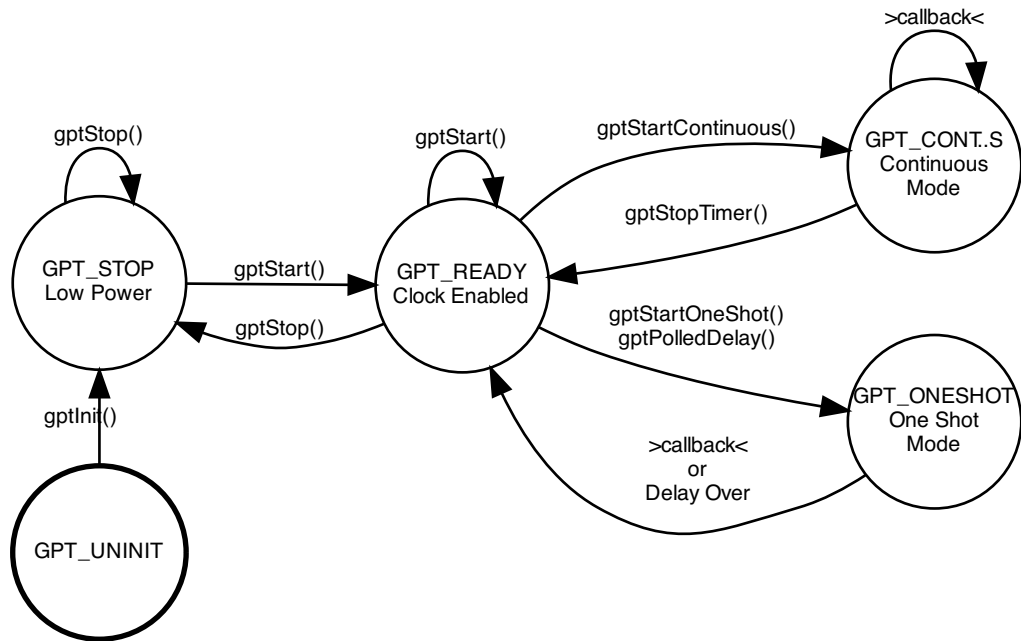 >callback<
gptStop()
gptStart()
gptStartContinuous()
GPT_CONT..S
Continuous
Mode
gptStopTimer()
GPT_STOP
Low Power
gptStart()
GPT_READY
Clock Enabled
gptStop()
gptStartOneShot()
gptPolledDelay()
gptInit()
GPT_ONESHOT
One Shot
Mode
>callback<
or
Delay Over
GPT_UNINIT